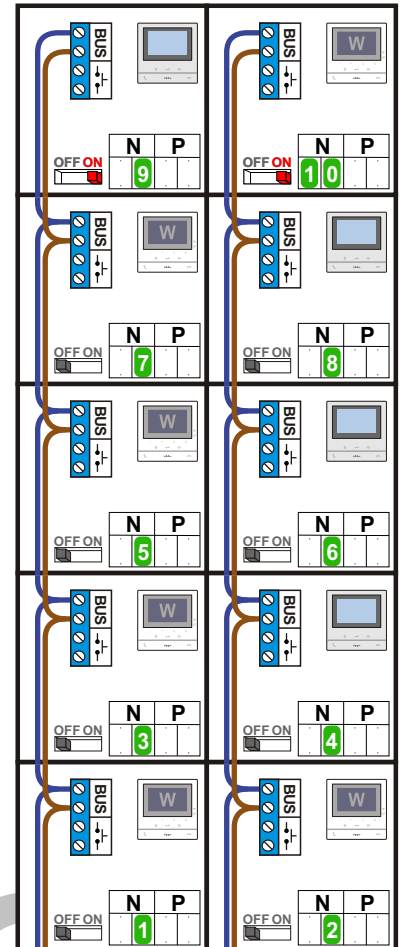 BUS
BUS W
N P N P
OFF ON 9 OFF ON 10
BUS W BUS
N P N P
OFF ON 7 OFF ON 8
BUS W BUS
N P N P
OFF ON 5 OFF ON 6
BUS W BUS
N P N P
OFF ON 3 OFF ON 4
BUS W BUS W
N P N P
OFF ON 1 OFF ON 2